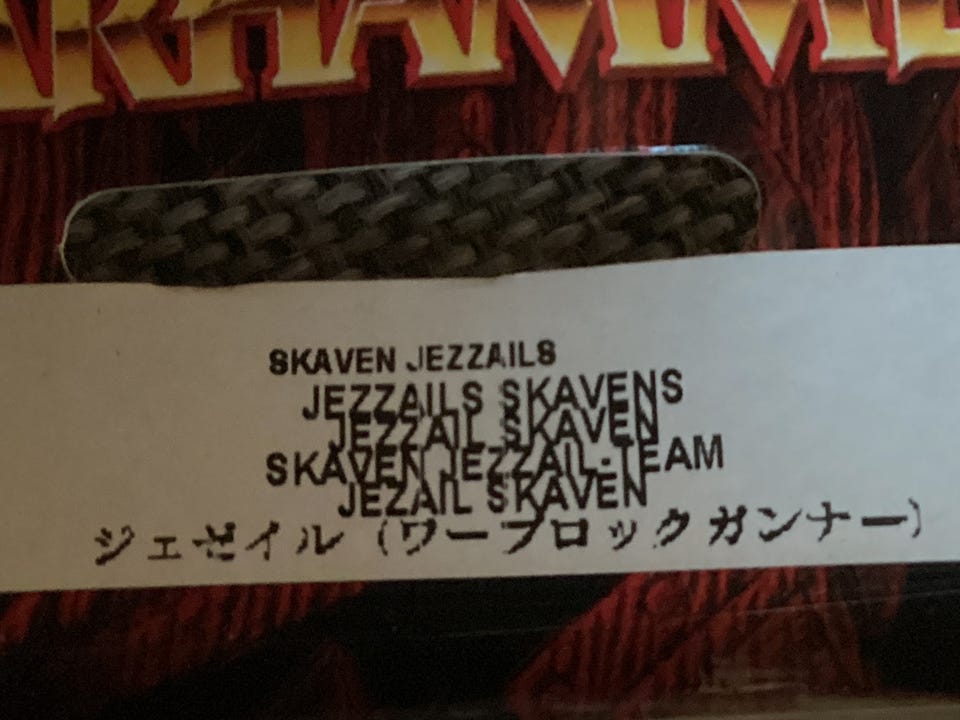 WARHAMMER
SKAVEN JEZZAILS
JEZZAILS SKAVENS
JEZZAIL SKAVEN
SKAVEN JEZZAIL-TEAM
JEZAIL SKAVEN
ジェゼイル (ワープロックガンナー)